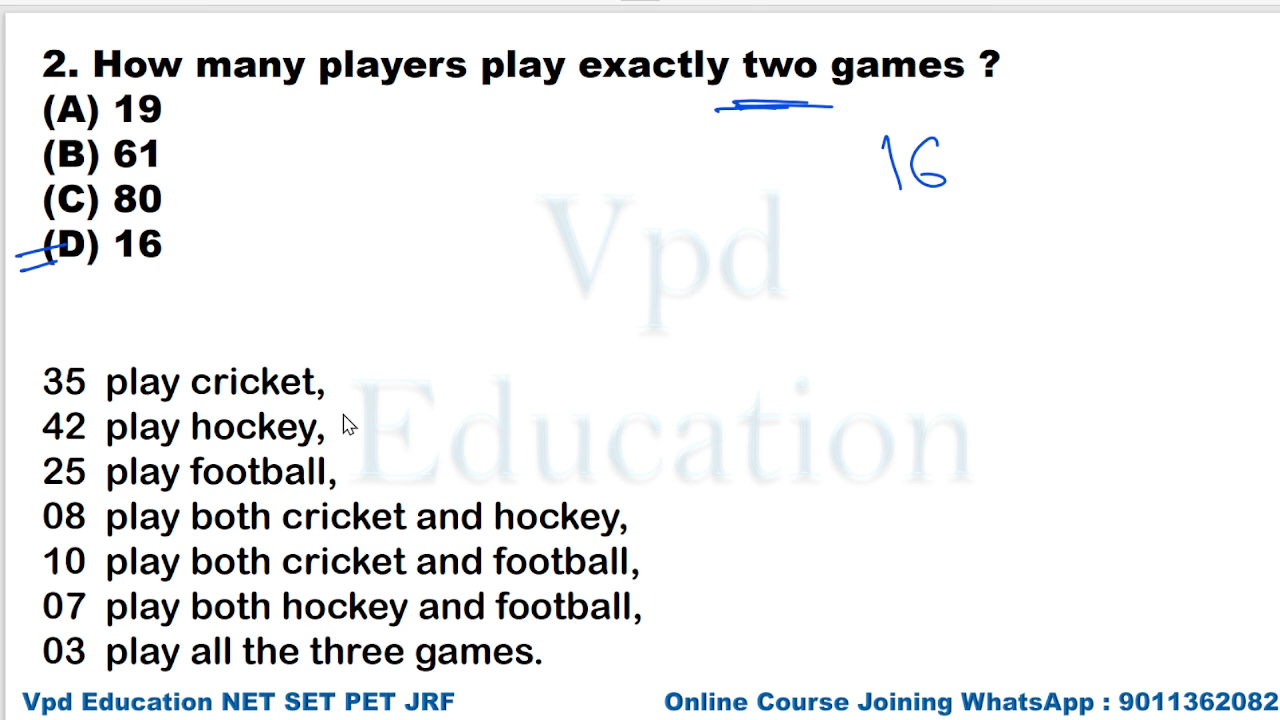 2. How many players play exactly two games ?
(A) 19
16
(B) 61
(C) 80
(D) 16
Vpd
Education
35 play cricket,
42 play hockey,
25 play football,
08 play both cricket and hockey,
10 play both cricket and football,
07 play both hockey and football,
03 play all the three games.
Vpd Education NET SET PET JRF
Online Course Joining WhatsApp : 9011362082